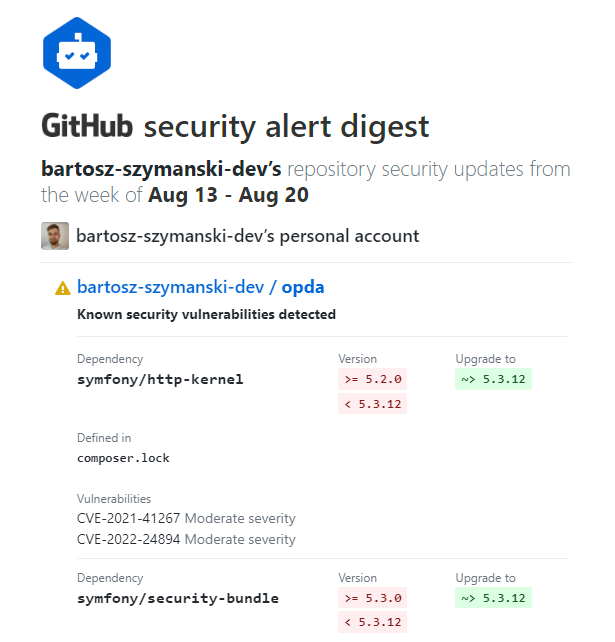 GitHub security alert digest
bartosz-szymanski-dev’s repository security updates from
the week of Aug 13 - Aug 20
bartosz-szymanski-dev’s personal account
bartosz-szymanski-dev / opda
Known security vulnerabilities detected
Dependency Version Upgrade to
symfony/http-kernel >= 5.2.0 ~> 5.3.12
< 5.3.12
Defined in
composer.lock
Vulnerabilities
CVE-2021-41267 Moderate severity
CVE-2022-24894 Moderate severity
Dependency Version Upgrade to
symfony/security-bundle >= 5.3.0 ~> 5.3.12
< 5.3.12